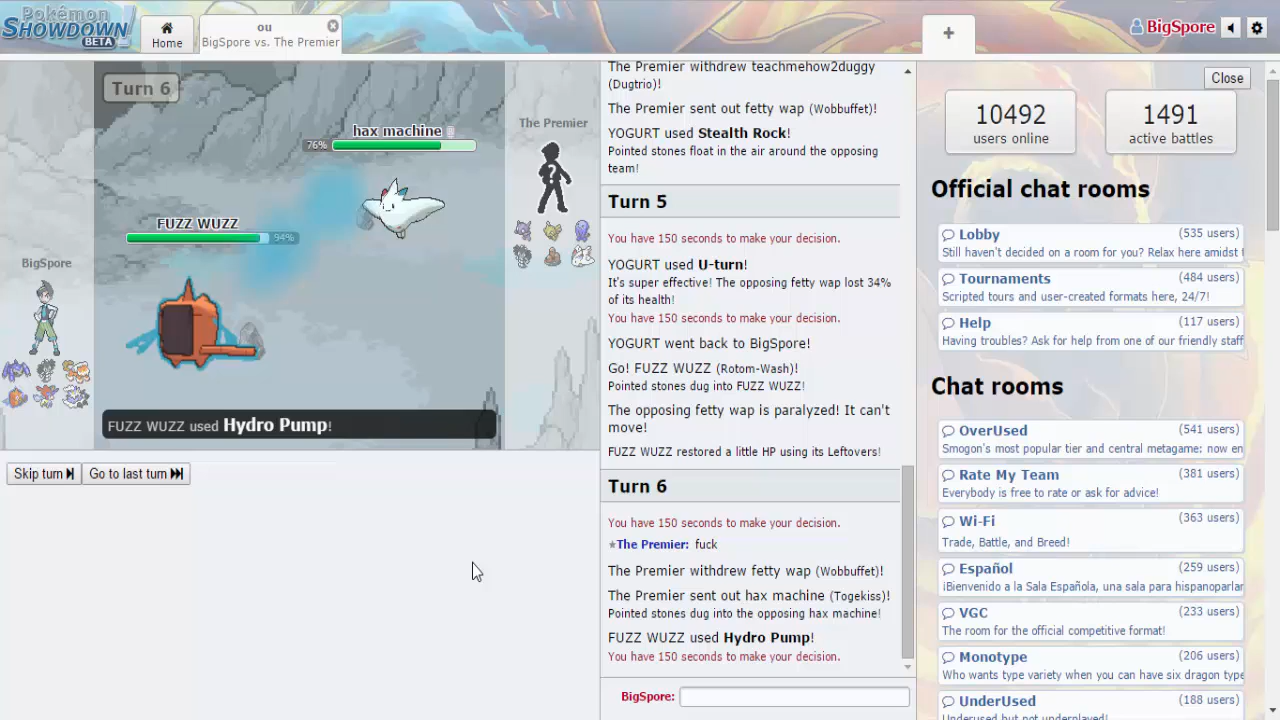 Pokémon
SHOWDOWN
BETA
Home
ou
BigSpore vs. The Premier
+
BigSpore
Turn 6
hax machine
76%
FUZZ WUZZ
94%
BigSpore
The Premier
?
FUZZ WUZZ used Hydro Pump!
Skip turn
Go to last turn
The Premier withdrew teachmehow2duggy
(Dugtrio)!
The Premier sent out fetty wap (Wobbuffet)!
YOGURT used Stealth Rock!
Pointed stones float in the air around the opposing
team!
Turn 5
You have 150 seconds to make your decision.
YOGURT used U-turn!
It's super effective! The opposing fetty wap lost 34%
of its health!
You have 150 seconds to make your decision.
YOGURT went back to BigSpore!
Go! FUZZ WUZZ (Rotom-Wash)!
Pointed stones dug into FUZZ WUZZ!
The opposing fetty wap is paralyzed! It can't
move!
FUZZ WUZZ restored a little HP using its Leftovers!
Turn 6
You have 150 seconds to make your decision.
★The Premier: fuck
The Premier withdrew fetty wap (Wobbuffet)!
The Premier sent out hax machine (Togekiss)!
Pointed stones dug into the opposing hax machine!
FUZZ WUZZ used Hydro Pump!
You have 150 seconds to make your decision.
BigSpore:
Close
10492
users online
1491
active battles
Official chat rooms
Lobby (535 users)
Still haven't decided on a room for you? Relax here amidst t
Tournaments (484 users)
Scripted tours and user-created formats here, 24/7!
Help (117 users)
Having troubles? Ask for help from one of our friendly staff
Chat rooms
OverUsed (541 users)
Smogon's most popular tier and central metagame: now en
Rate My Team (381 users)
Everybody is free to rate or ask for advice!
Wi-Fi (363 users)
Trade, Battle, and Breed!
Español (259 users)
¡Bienvenido a la Sala Española, una sala para hispanoparlar
VGC (233 users)
The room for the official competitive format!
Monotype (206 users)
Who wants type variety when you can have six dragon type
UnderUsed (188 users)
Underused but not underplayed!